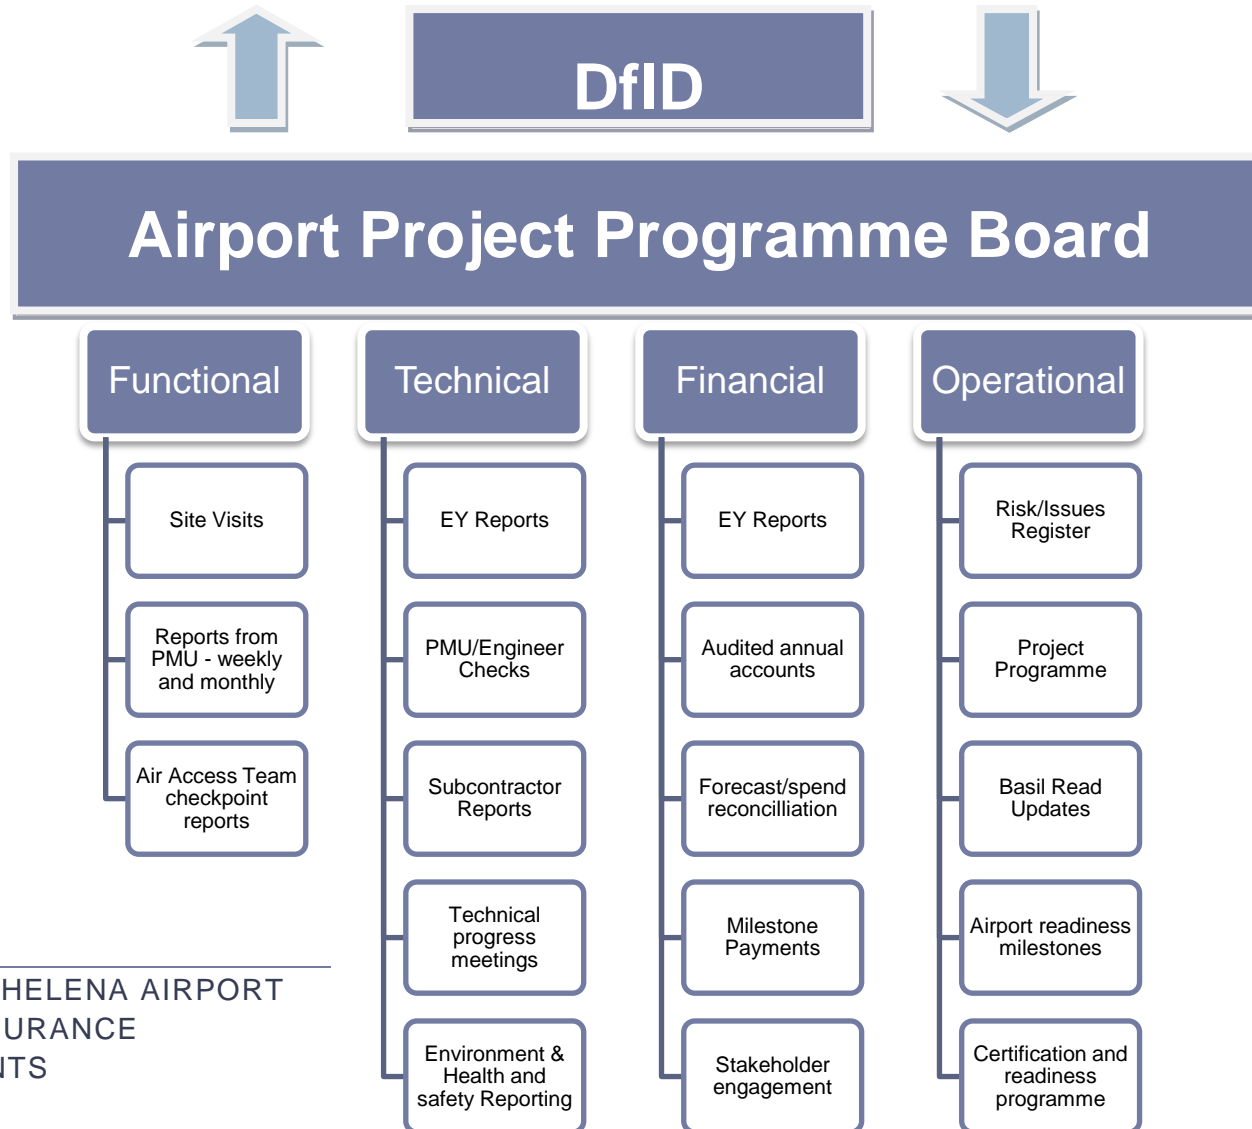 DfID
Airport Project Programme Board
Functional
Site Visits
Reports from
PMU - weekly
and monthly
Air Access Team
checkpoint
reports
Technical
EY Reports
PMU/Engineer
Checks
Subcontractor
Reports
Technical
progress
meetings
Environment &
Health and
safety Reporting
Financial
EY Reports
Audited annual
accounts
Forecast/spend
reconcilliation
Milestone
Payments
Stakeholder
engagement
Operational
Risk/Issues
Register
Project
Programme
Basil Read
Updates
Airport readiness
milestones
Certification and
readiness
programme
HELENA AIRPORT
URANCE
NTS